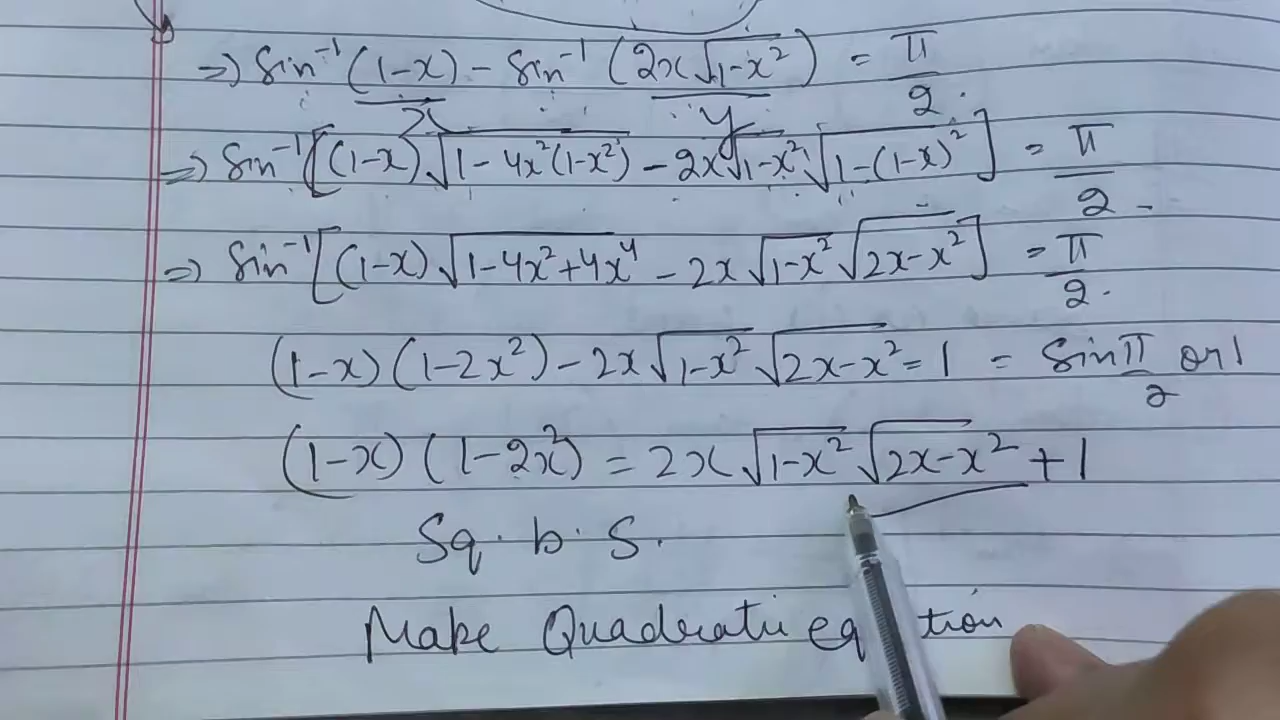 ⇒ Sin⁻¹(1-x) - Sin⁻¹(2x√(1-x²)) = π/2.
x y
⇒ Sin⁻¹[(1-x)√(1-4x²(1-x²)) - 2x√(1-x²)√(1-(1-x)²)] = π/2
⇒ Sin⁻¹[(1-x)√(1-4x²+4x⁴) - 2x√(1-x²)√(2x-x²)] = π/2.
(1-x)(1-2x²) - 2x√(1-x²)√(2x-x²) = 1 = Sin π/2 or 1
(1-x)(1-2x²) = 2x√(1-x²)√(2x-x²) + 1
Sq. b. S.
Make Quadratic eq tion